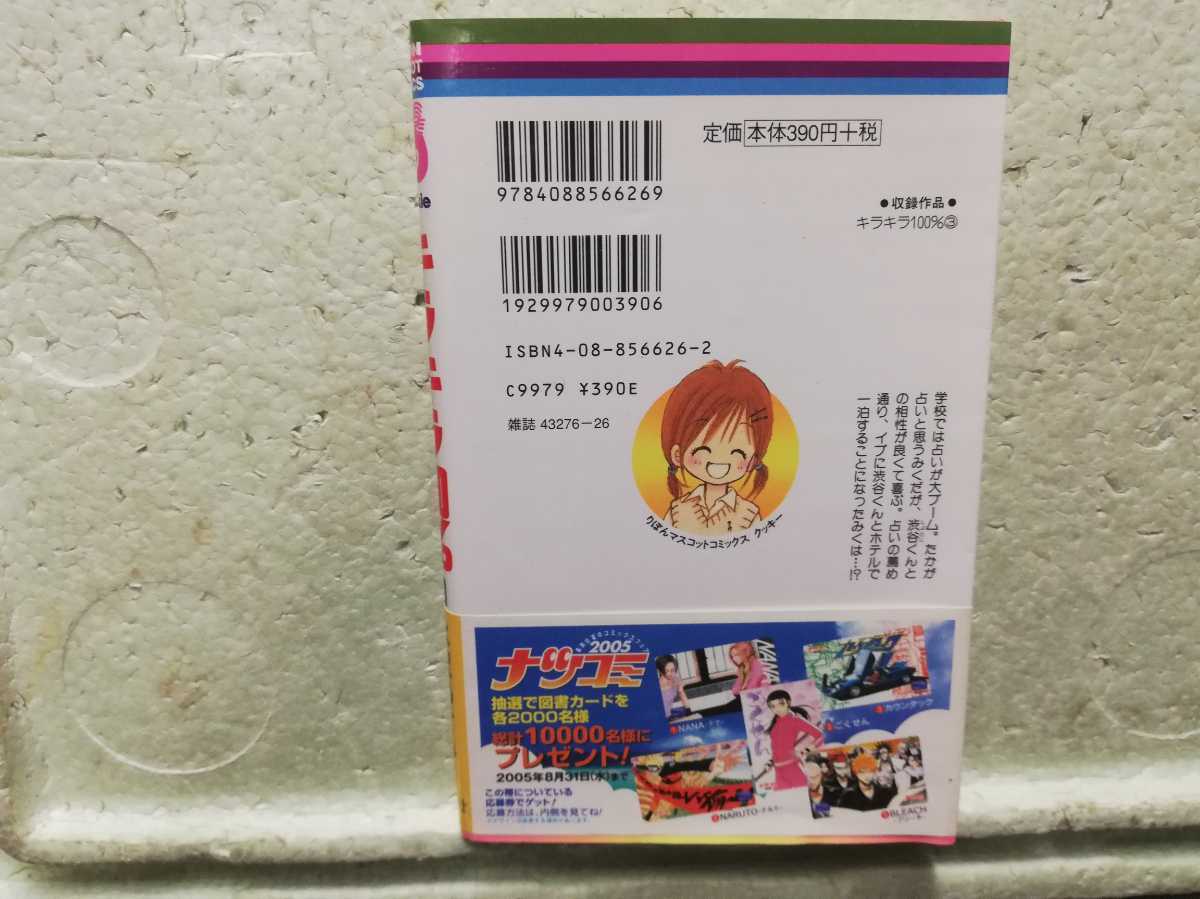 定価 本体390円+税
9784088566269
●収録作品●
キラキラ100%③
1929979003906
ISBN4-08-856626-2
C9979 ¥390E
雑誌 43276-26
りぼんマスコットコミックス クッキー
学校では占いが大ブーム。たかが
占いと思うみくだが、渋谷くんと
の相性が良くて喜ぶ。占いの薦め
通り、イブに渋谷くんとホテルで
一泊することになったみくは…!?
2005
ナツコミ
抽選で図書カードを
各2000名様
総計10000名様に
プレゼント!
2005年8月31日(水)まで
この帯についている
応募券でゲット!
応募方法は、内側を見てね!
NANA
カウンタック
ごくせん
NARUTO-ナルト-
BLEACH